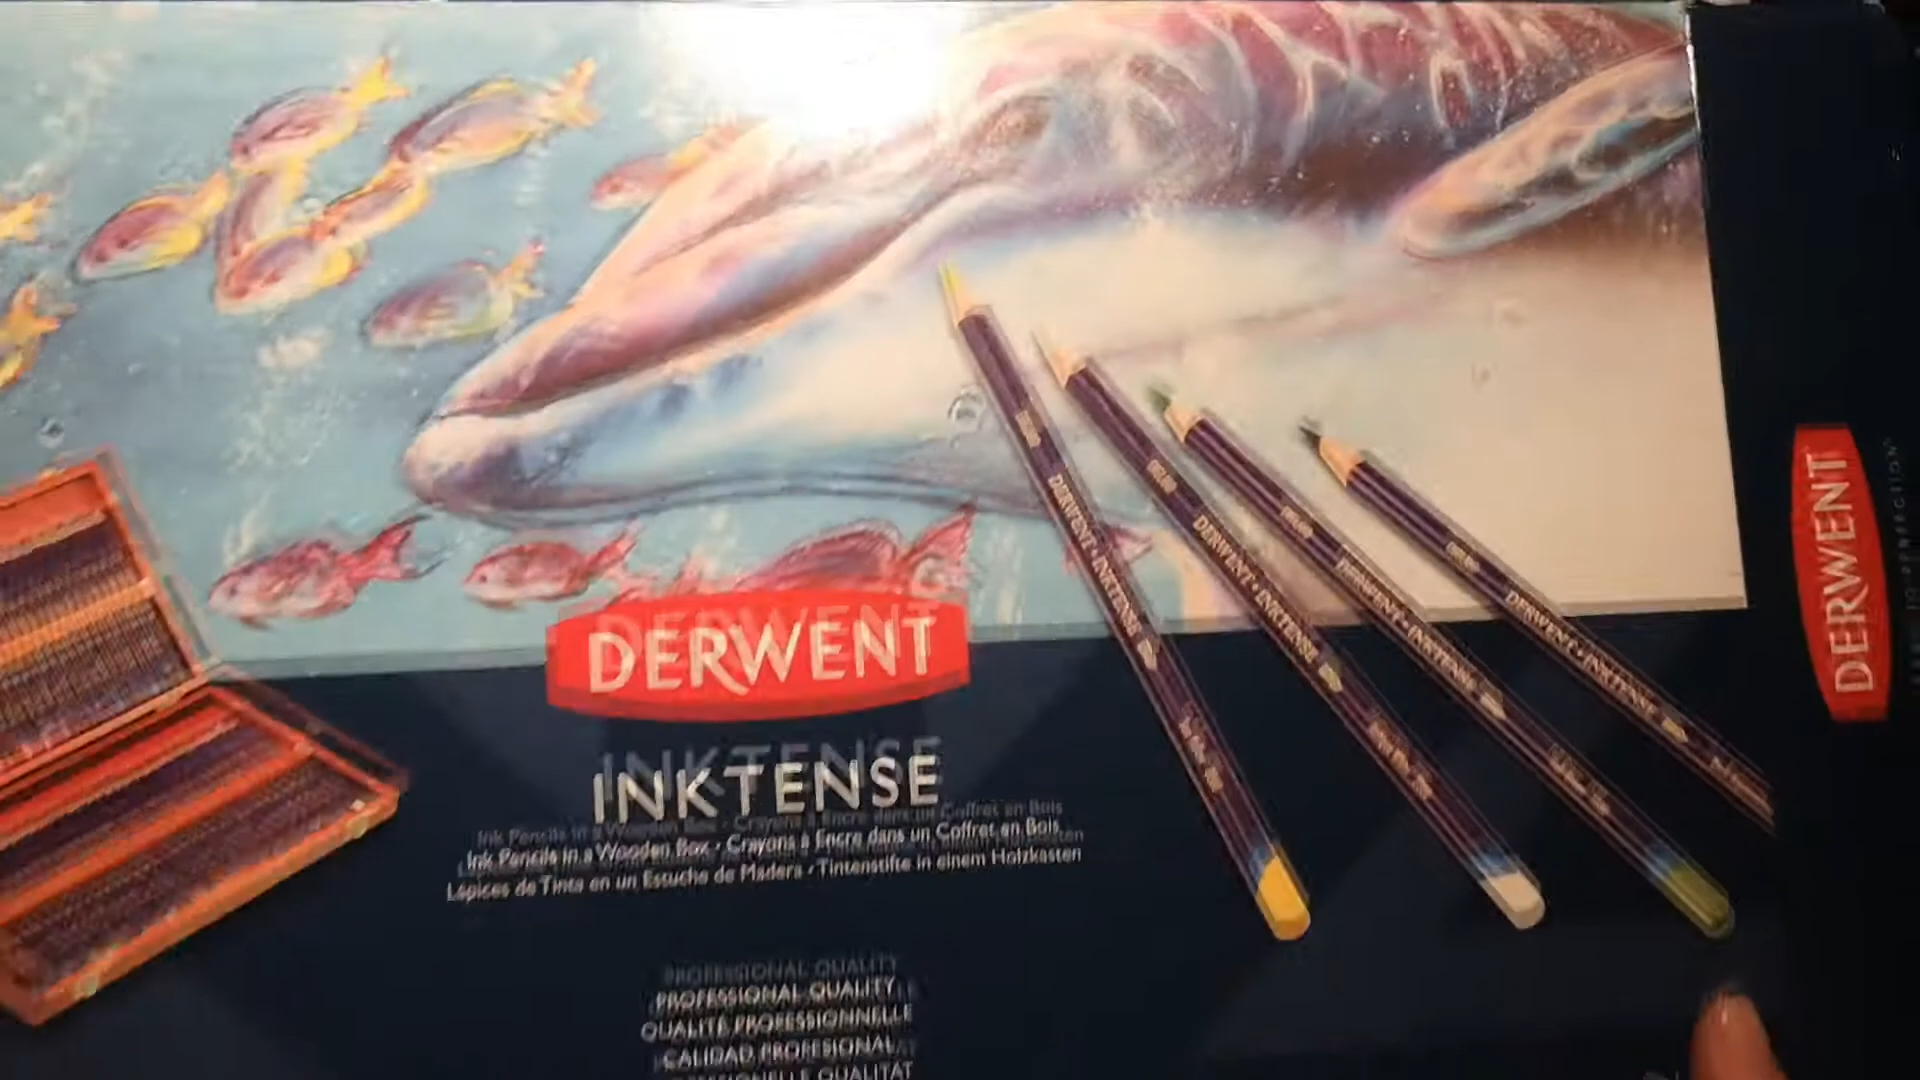 DERWENT
INKTENSE
Ink Pencils in a Wooden Box • Crayons à Encre dans un Coffret en Bois
Lápices de Tinta en un Estuche de Madera • Tintenstifte in einem Holzkasten
PROFESSIONAL QUALITY
QUALITÉ PROFESSIONNELLE
CALIDAD PROFESIONAL
DERWENT • INKTENSE
DERWENT • INKTENSE
DERWENT • INKTENSE
DERWENT • INKTENSE
DERWENT